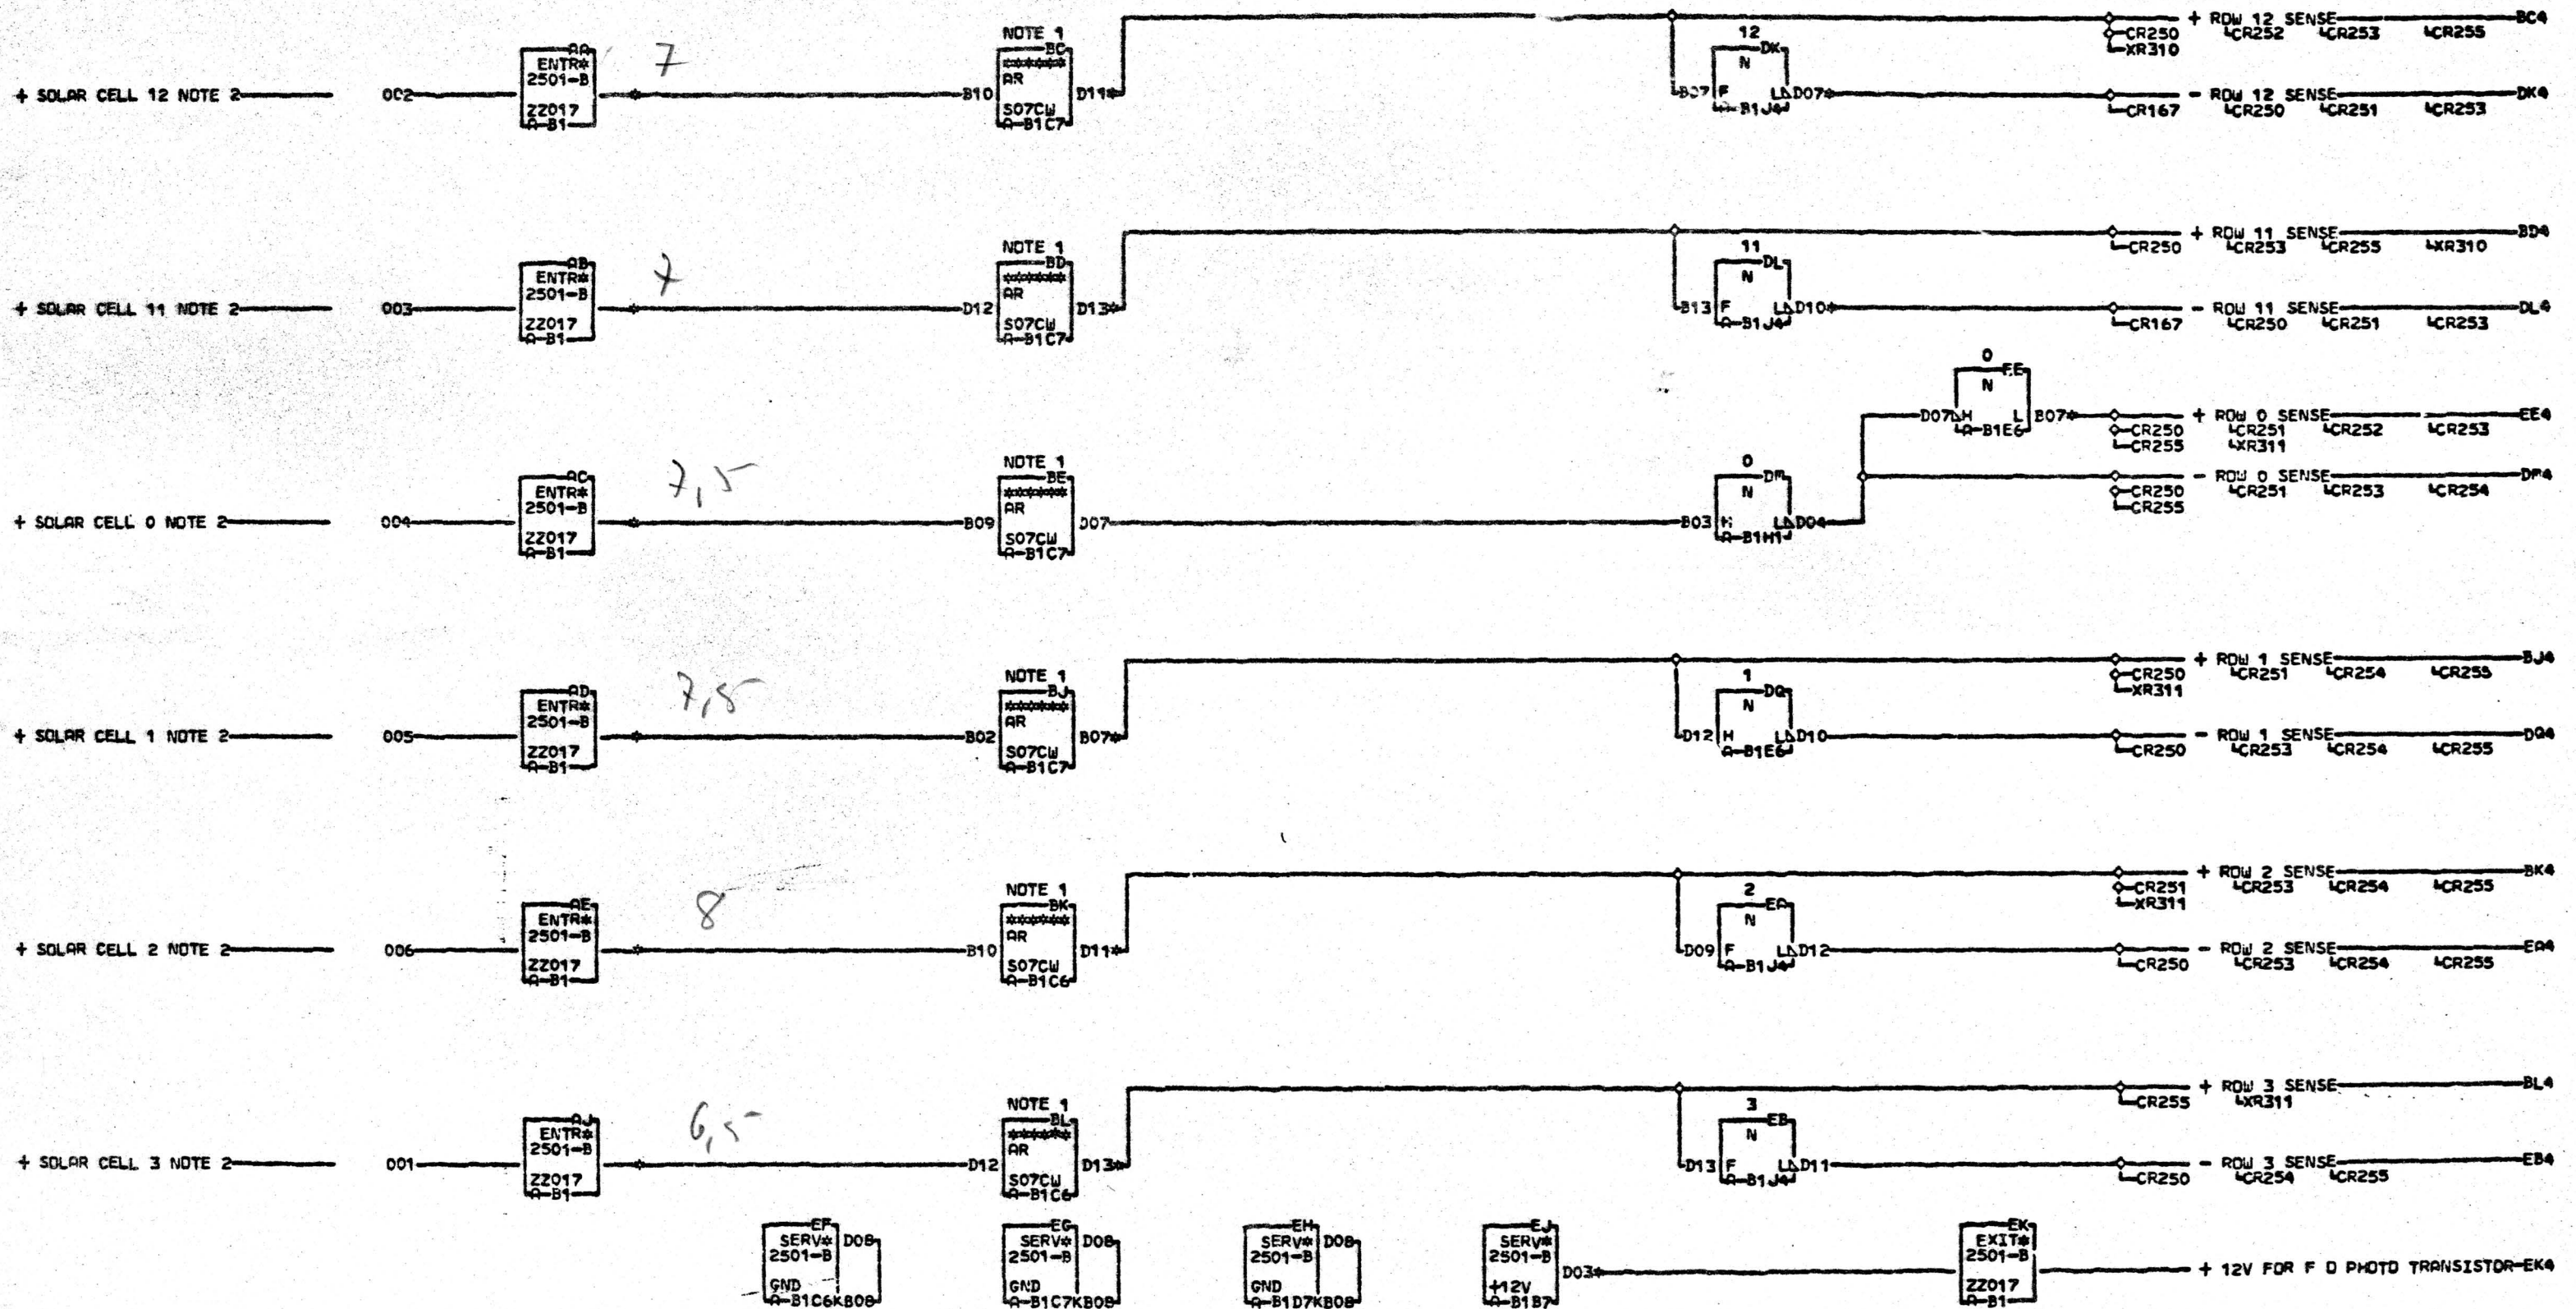 + ROW 12 SENSE BC4
CR250 CR252 CR253 CR255
XR310
NOTE 1
12
AA
ENTR*
2501-B
ZZ017
A-B1
7
BC
******
AR
S07CW
A-B1C7
DK
N
+ SOLAR CELL 12 NOTE 2 002 B10 D11* B07 F L D07* - ROW 12 SENSE DK4
A-B1J4
CR167 CR250 CR251 CR253
+ ROW 11 SENSE BD4
CR250 CR253 CR255 XR310
NOTE 1
11
AB
ENTR*
2501-B
ZZ017
A-B1
7
BD
******
AR
S07CW
A-B1C7
DL
N
+ SOLAR CELL 11 NOTE 2 003 D12 D13* B13 F L D10* - ROW 11 SENSE DL4
A-B1J4
CR167 CR250 CR251 CR253
0
EE
N
D07 H L B07* + ROW 0 SENSE EE4
A-B1E6
CR250 CR251 CR252 CR253
CR255 XR311
NOTE 1
0
AC
ENTR*
2501-B
ZZ017
A-B1
7,5
BE
******
AR
S07CW
A-B1C7
DM
N
- ROW 0 SENSE DM4
CR250 CR251 CR253 CR254
CR255
+ SOLAR CELL 0 NOTE 2 004 B09 D07 B03 H L D04
A-B1H1
+ ROW 1 SENSE BJ4
CR250 CR251 CR254 CR255
XR311
NOTE 1
1
AD
ENTR*
2501-B
ZZ017
A-B1
7,5
BJ
******
AR
S07CW
A-B1C7
DQ
N
+ SOLAR CELL 1 NOTE 2 005 B02 B07* D12 H L D10 - ROW 1 SENSE DQ4
A-B1E6
CR250 CR253 CR254 CR255
+ ROW 2 SENSE BK4
CR251 CR253 CR254 CR255
XR311
NOTE 1
2
AE
ENTR*
2501-B
ZZ017
A-B1
8
BK
******
AR
S07CW
A-B1C6
EA
N
+ SOLAR CELL 2 NOTE 2 006 B10 D11* D09 F L D12 - ROW 2 SENSE EA4
A-B1J4
CR250 CR253 CR254 CR255
+ ROW 3 SENSE BL4
CR255 XR311
NOTE 1
3
AJ
ENTR*
2501-B
ZZ017
A-B1
6,5
BL
******
AR
S07CW
A-B1C6
EB
N
+ SOLAR CELL 3 NOTE 2 001 D12 D13* D13 F L D11 - ROW 3 SENSE EB4
A-B1J4
CR250 CR254 CR255
EF
SERV* D08
2501-B
GND
A-B1C6KB08
EG
SERV* D08
2501-B
GND
A-B1C7KB08
EH
SERV* D08
2501-B
GND
A-B1D7KB08
EJ
SERV*
2501-B
+12V
A-B1B7
D03*
EK
EXIT*
2501-B
ZZ017
A-B1
+ 12V FOR F D PHOTO TRANSISTOR-EK4